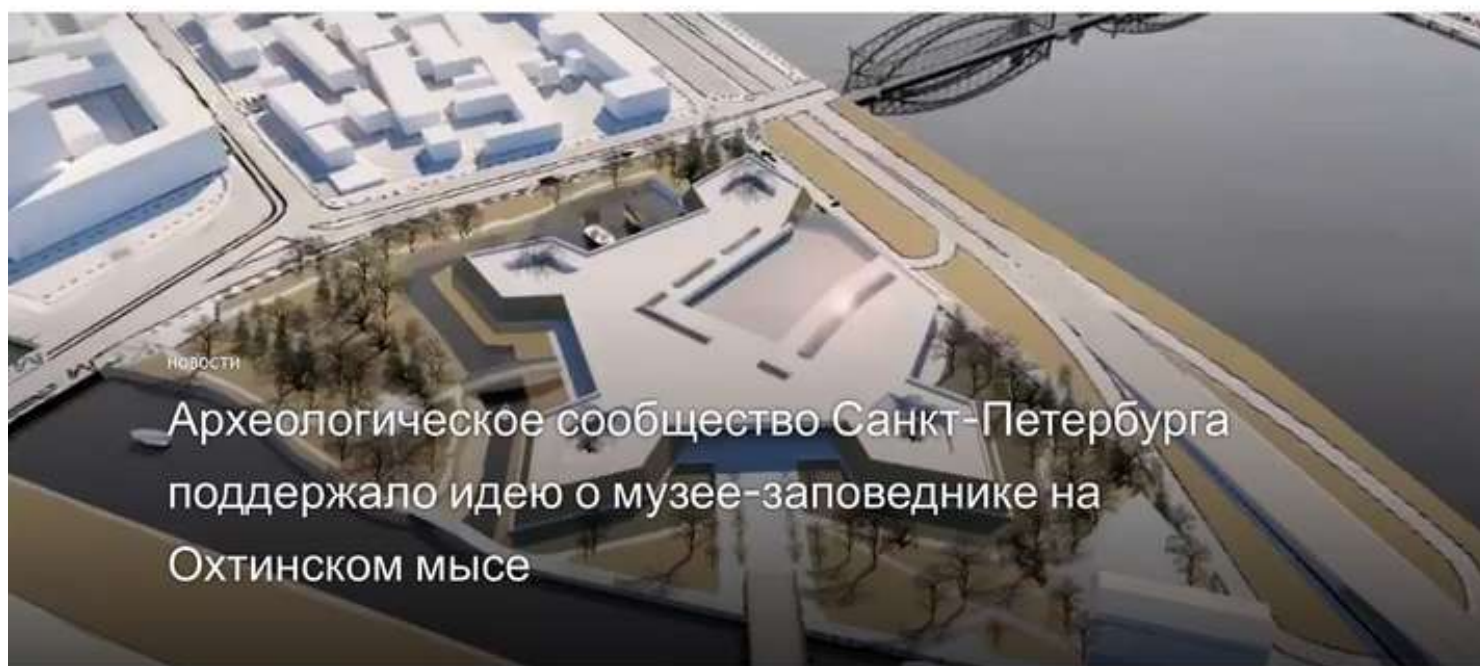 новости
Археологическое сообщество Санкт-Петербурга
поддержало идею о музее-заповеднике на
Охтинском мысе